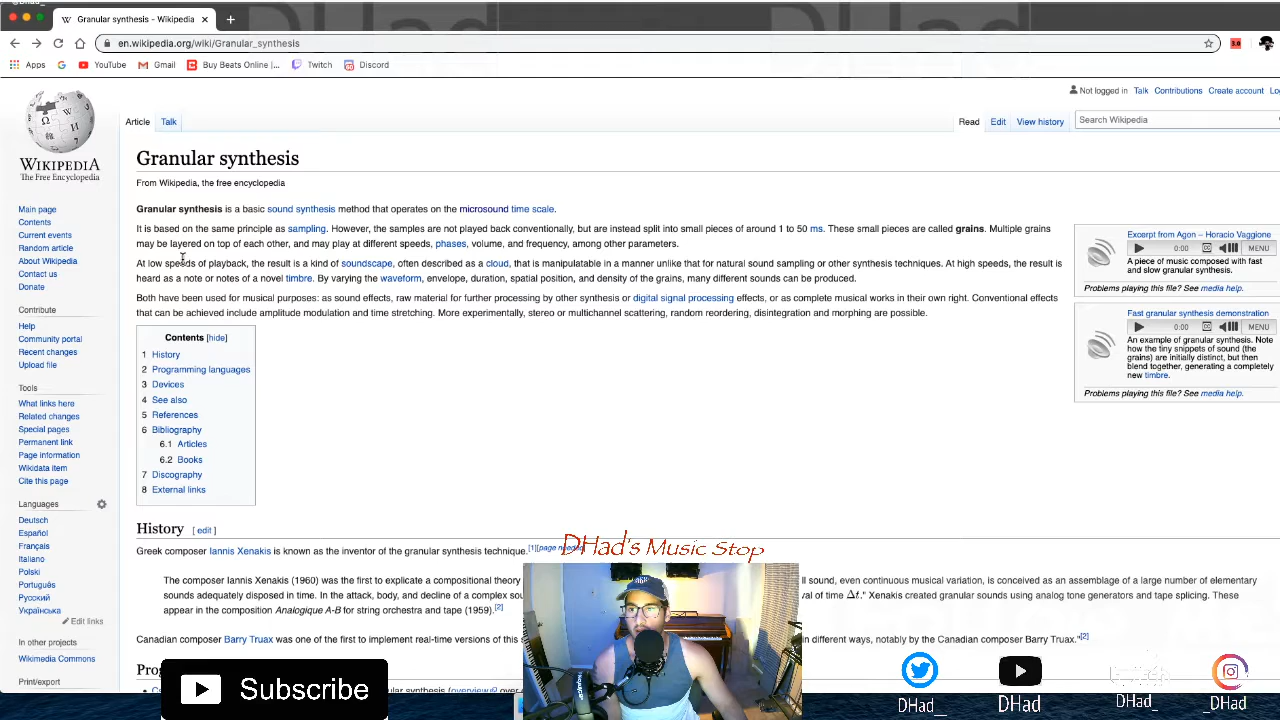 @DHad_
Granular synthesis - Wikipedia
en.wikipedia.org/wiki/Granular_synthesis
Apps
YouTube
Gmail
Buy Beats Online |...
Twitch
Discord
Not logged in Talk Contributions Create account Lo
Article Talk
Read Edit View history
Search Wikipedia
WIKIPEDIA
The Free Encyclopedia
Main page
Contents
Current events
Random article
About Wikipedia
Contact us
Donate
Contribute
Help
Community portal
Recent changes
Upload file
Tools
What links here
Related changes
Special pages
Permanent link
Page information
Wikidata item
Cite this page
Languages
Deutsch
Español
Français
Italiano
Polski
Português
Русский
Українська
Edit links
In other projects
Wikimedia Commons
Print/export
Granular synthesis
From Wikipedia, the free encyclopedia
Granular synthesis is a basic sound synthesis method that operates on the microsound time scale.
It is based on the same principle as sampling. However, the samples are not played back conventionally, but are instead split into small pieces of around 1 to 50 ms. These small pieces are called grains. Multiple grains
may be layered on top of each other, and may play at different speeds, phases, volume, and frequency, among other parameters.
At low speeds of playback, the result is a kind of soundscape, often described as a cloud, that is manipulatable in a manner unlike that for natural sound sampling or other synthesis techniques. At high speeds, the result is
heard as a note or notes of a novel timbre. By varying the waveform, envelope, duration, spatial position, and density of the grains, many different sounds can be produced.
Both have been used for musical purposes: as sound effects, raw material for further processing by other synthesis or digital signal processing effects, or as complete musical works in their own right. Conventional effects
that can be achieved include amplitude modulation and time stretching. More experimentally, stereo or multichannel scattering, random reordering, disintegration and morphing are possible.
Excerpt from Agon – Horacio Vaggione
0:00 MENU
A piece of music composed with fast
and slow granular synthesis.
Problems playing this file? See media help.
Fast granular synthesis demonstration
0:00 MENU
An example of granular synthesis. Note
how the tiny snippets of sound (the
grains) are initially distinct, but then
blend together, generating a completely
new timbre.
Problems playing this file? See media help.
Contents [hide]
1 History
2 Programming languages
3 Devices
4 See also
5 References
6 Bibliography
6.1 Articles
6.2 Books
7 Discography
8 External links
History [ edit ]
Greek composer Iannis Xenakis is known as the inventor of the granular synthesis technique.[1][page needed]
The composer Iannis Xenakis (1960) was the first to explicate a compositional theory
ll sound, even continuous musical variation, is conceived as an assemblage of a large number of elementary
sounds adequately disposed in time. In the attack, body, and decline of a complex sou
val of time Δt." Xenakis created granular sounds using analog tone generators and tape splicing. These
appear in the composition Analogique A-B for string orchestra and tape (1959).[2]
Canadian composer Barry Truax was one of the first to implement real-time versions of this s
in different ways, notably by the Canadian composer Barry Truax."[2]
DHad's Music Stop
Subscribe
DHad__
DHad
DHad_
_DHad